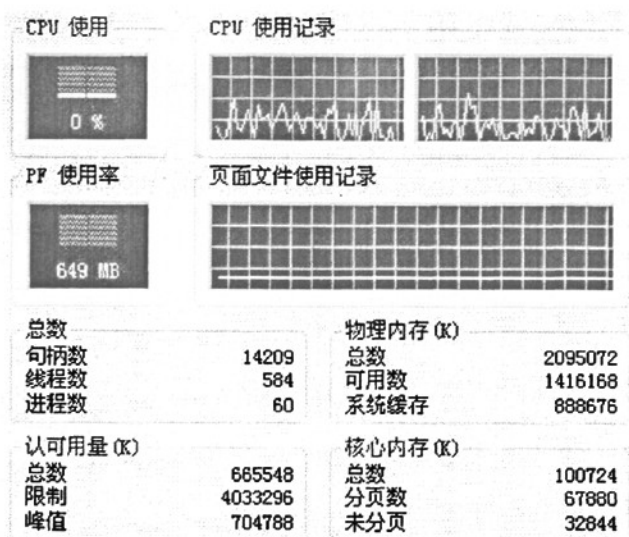 CPU 使用 CPU 使用记录
0 %
PF 使用率 页面文件使用记录
649 MB
总数
句柄数 14209
线程数 584
进程数 60
物理内存(K)
总数 2095072
可用数 1416168
系统缓存 888676
认可用量(K)
总数 665548
限制 4033296
峰值 704788
核心内存(K)
总数 100724
分页数 67880
未分页 32844